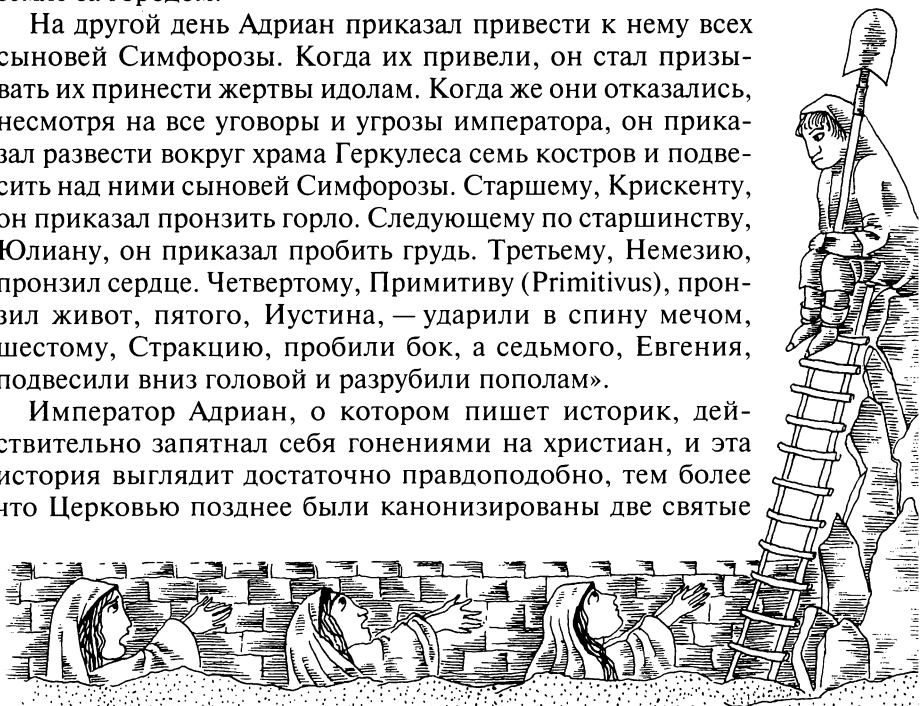 На другой день Адриан приказал привести к нему всех
сыновей Симфорозы. Когда их привели, он стал призы-
вать их принести жертвы идолам. Когда же они отказались,
несмотря на все уговоры и угрозы императора, он прика-
зал развести вокруг храма Геркулеса семь костров и подве-
сить над ними сыновей Симфорозы. Старшему, Крискенту,
он приказал пронзить горло. Следующему по старшинству,
Юлиану, он приказал пробить грудь. Третьему, Немезию,
пронзил сердце. Четвертому, Примитиву (Primitivus), прон-
зил живот, пятого, Иустина, — ударили в спину мечом,
шестому, Стракцию, пробили бок, а седьмого, Евгения,
подвесили вниз головой и разрубили пополам».
Император Адриан, о котором пишет историк, дей-
ствительно запятнал себя гонениями на христиан, и эта
история выглядит достаточно правдоподобно, тем более
что Церковью позднее были канонизированы две святые